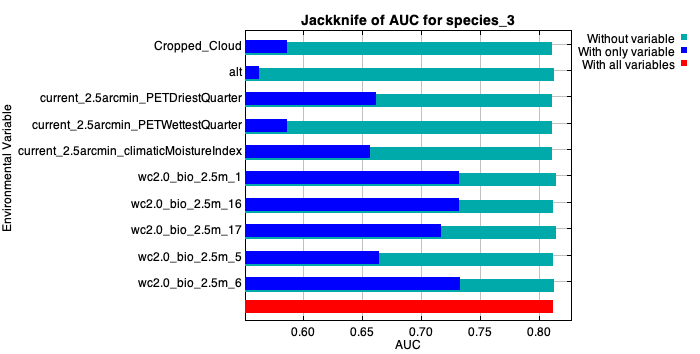 Jackknife of AUC for species_3
Without variable
With only variable
With all variables
Environmental Variable
Cropped_Cloud
alt
current_2.5arcmin_PETDriestQuarter
current_2.5arcmin_PETWettestQuarter
current_2.5arcmin_climaticMoistureIndex
wc2.0_bio_2.5m_1
wc2.0_bio_2.5m_16
wc2.0_bio_2.5m_17
wc2.0_bio_2.5m_5
wc2.0_bio_2.5m_6
0.60 0.65 0.70 0.75 0.80
AUC